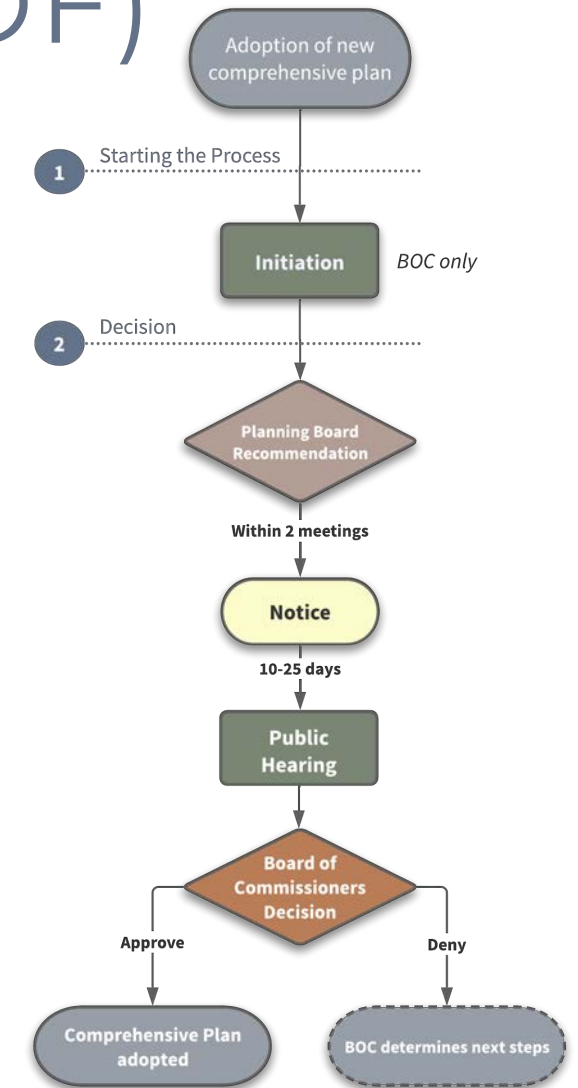 DF)
Adoption of new
comprehensive plan
1
Starting the Process
Initiation
BOC only
2
Decision
Planning Board
Recommendation
Within 2 meetings
Notice
10-25 days
Public
Hearing
Board of
Commissioners
Decision
Approve
Deny
Comprehensive Plan
adopted
BOC determines next steps